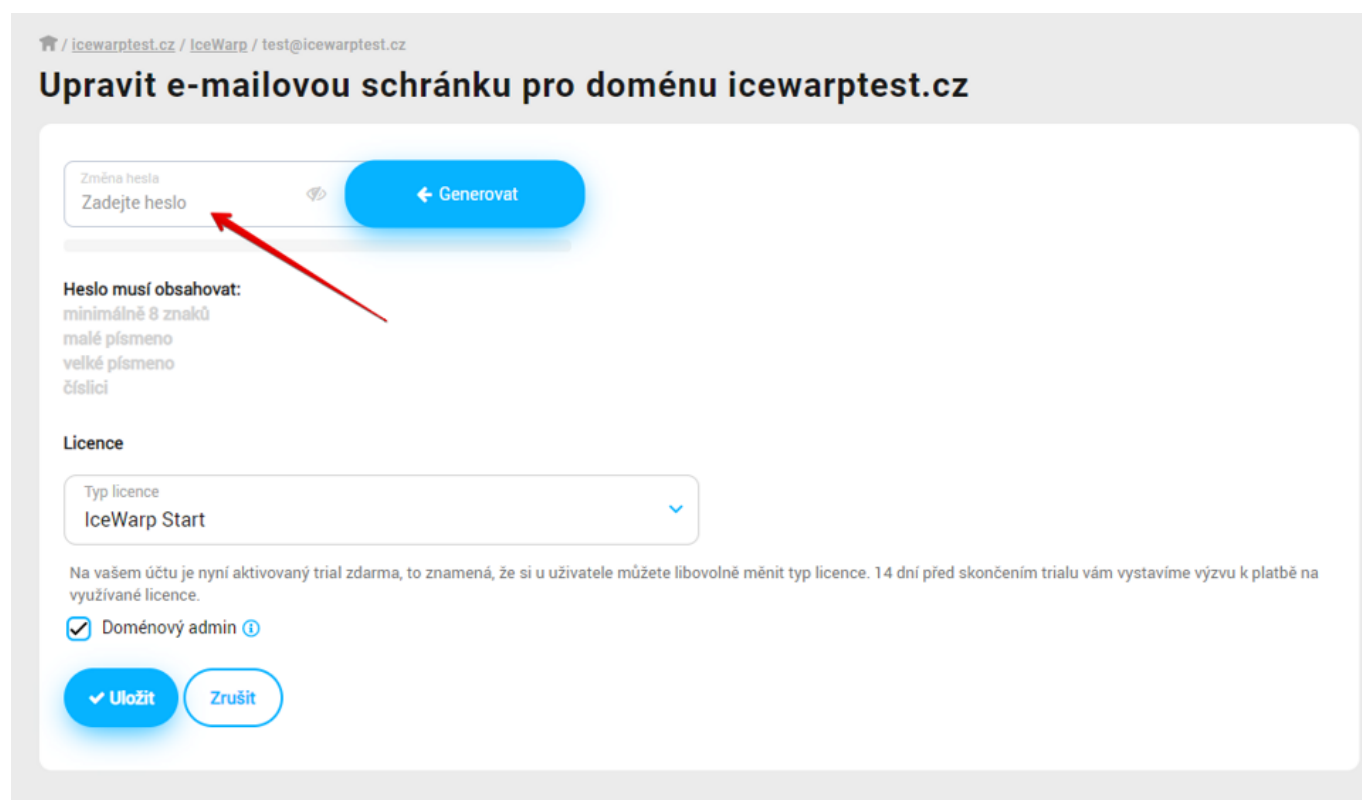 / icewarptest.cz / IceWarp / test@icewarptest.cz
Upravit e-mailovou schránku pro doménu icewarptest.cz
Změna hesla
Zadejte heslo
Generovat
Heslo musí obsahovat:
minimálně 8 znaků
malé písmeno
velké písmeno
číslici
Licence
Typ licence
IceWarp Start
Na vašem účtu je nyní aktivovaný trial zdarma, to znamená, že si u uživatele můžete libovolně měnit typ licence. 14 dní před skončením trialu vám vystavíme výzvu k platbě na
využívané licence.
Doménový admin
Uložit
Zrušit